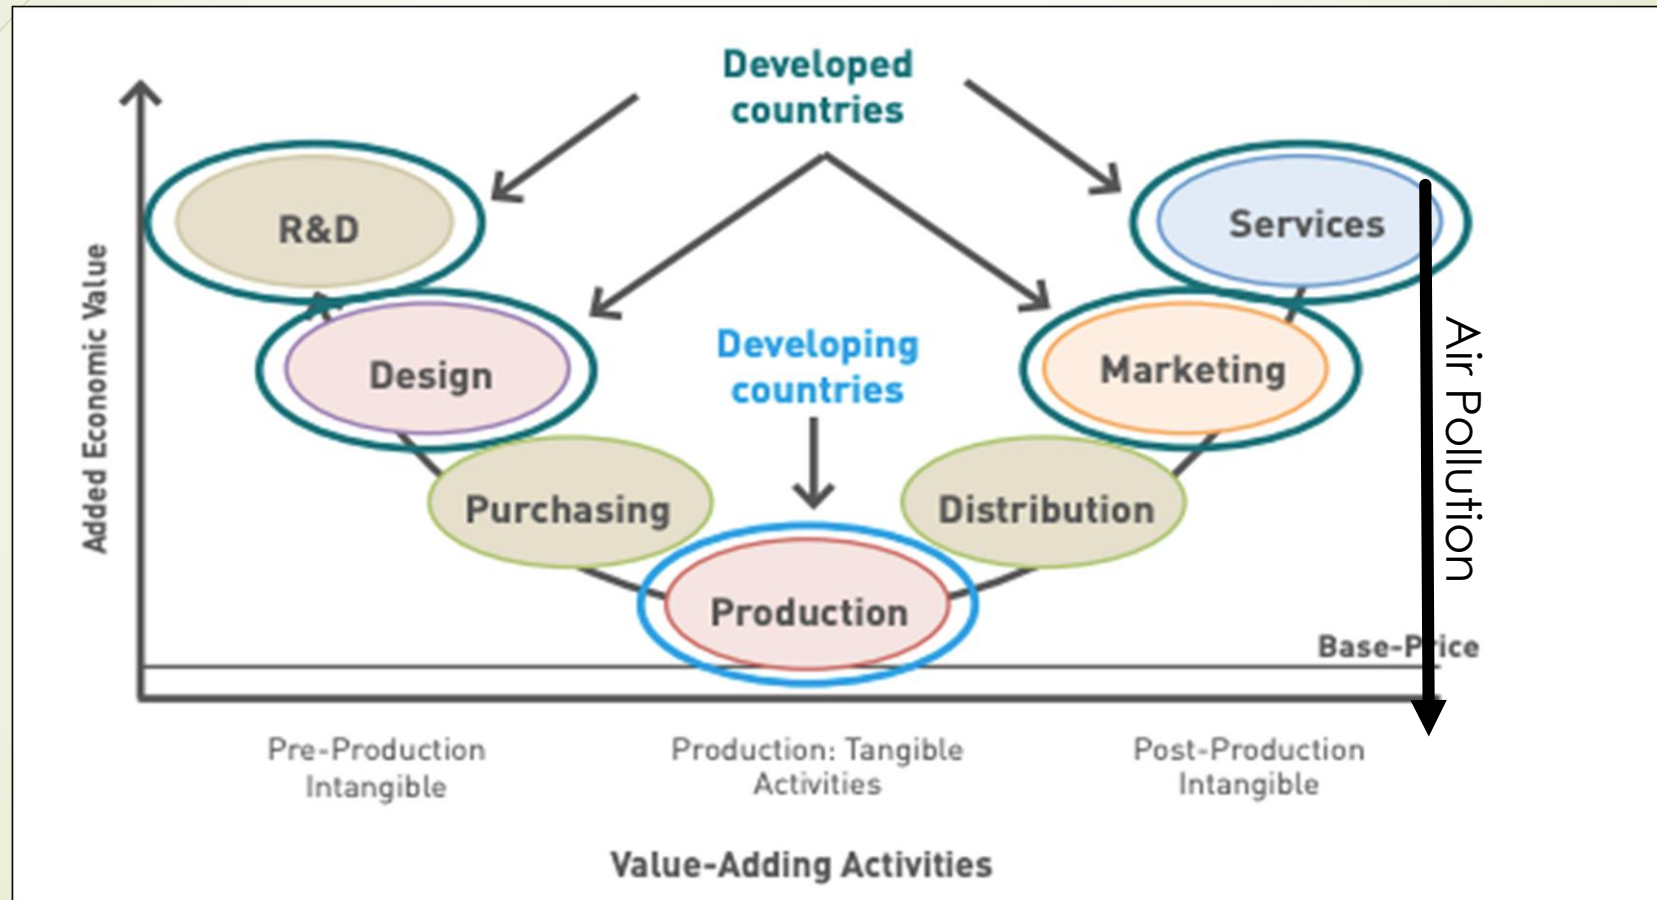 Developed
countries
R&D
Services
Design
Developing
countries
Marketing
Purchasing
Distribution
Production
Base-Price
Added Economic Value
Air Pollution
Pre-Production
Intangible
Production: Tangible
Activities
Post-Production
Intangible
Value-Adding Activities